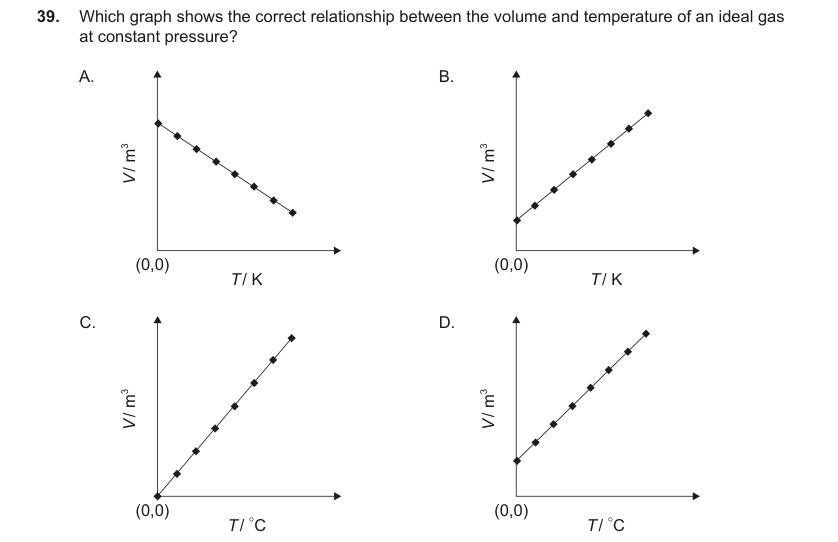 39. Which graph shows the correct relationship between the volume and temperature of an ideal gas
at constant pressure?
A.
V / m³
(0,0)
T / K
B.
V / m³
(0,0)
T / K
C.
V / m³
(0,0)
T / °C
D.
V / m³
(0,0)
T / °C